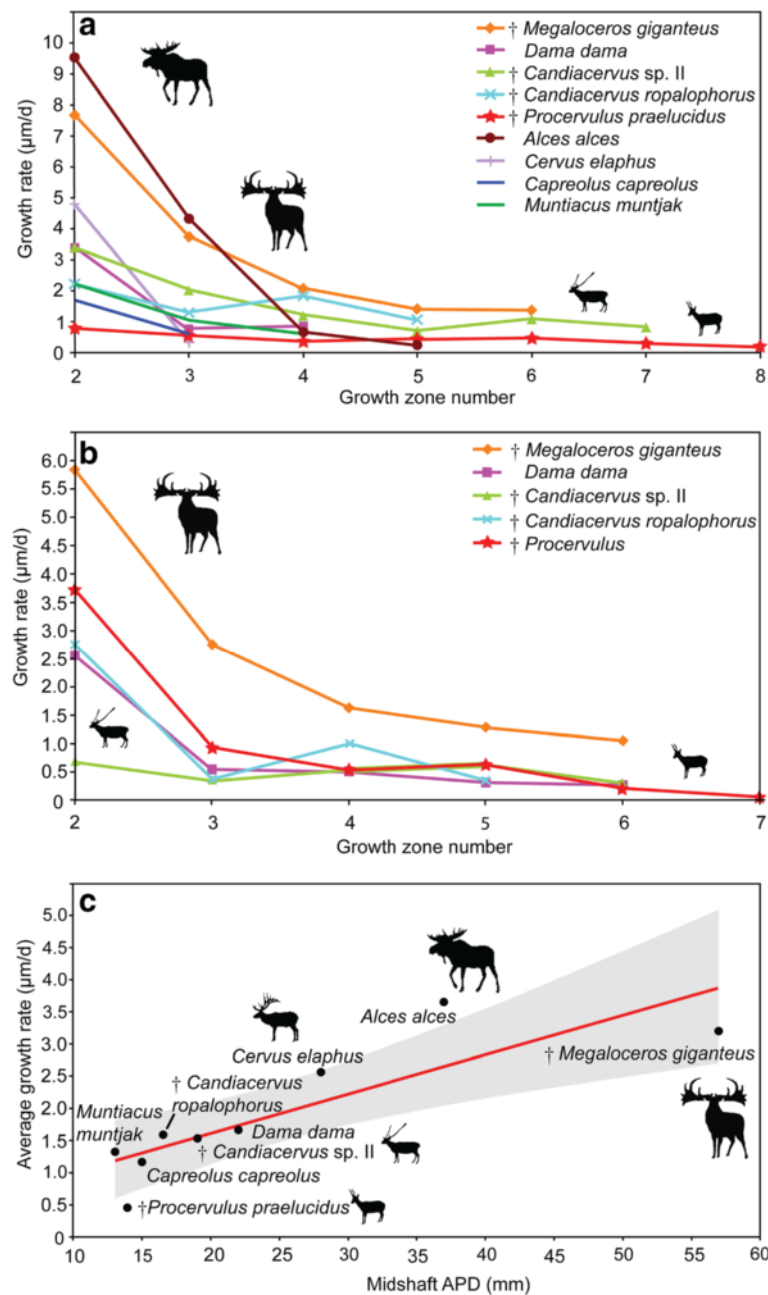 a
Growth rate (µm/d)
10
9
8
7
6
5
4
3
2
1
0
2 3 4 5 6 7 8
Growth zone number
† Megaloceros giganteus
Dama dama
† Candiacervus sp. II
† Candiacervus ropalophorus
† Procervulus praelucidus
Alces alces
Cervus elaphus
Capreolus capreolus
Muntiacus muntjak
b
Growth rate (µm/d)
6.0
5.5
5.0
4.5
4.0
3.5
3.0
2.5
2.0
1.5
1.0
0.5
0
2 3 4 5 6 7
Growth zone number
† Megaloceros giganteus
Dama dama
† Candiacervus sp. II
† Candiacervus ropalophorus
† Procervulus
c
Average growth rate (µm/d)
5.0
4.5
4.0
3.5
3.0
2.5
2.0
1.5
1.0
0.5
0
10 15 20 25 30 35 40 45 50 55 60
Midshaft APD (mm)
Alces alces
Cervus elaphus
† Megaloceros giganteus
† Candiacervus
ropalophorus
Muntiacus
muntjak
Dama dama
† Candiacervus sp. II
Capreolus capreolus
†Procervulus praelucidus